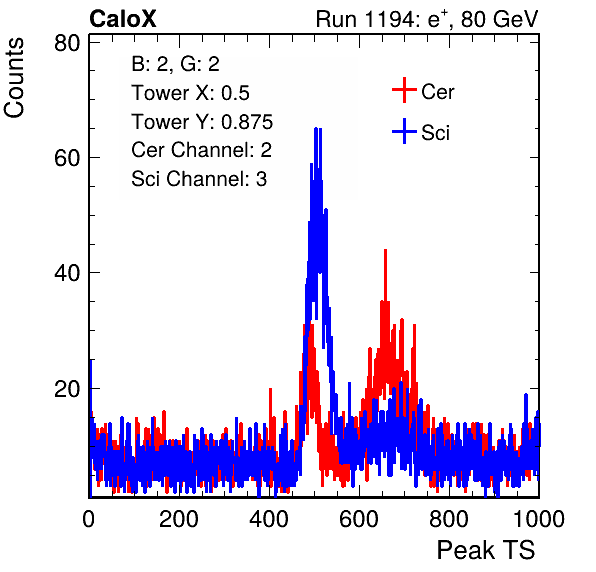 CaloX
Run 1194: e+, 80 GeV
Counts
80
60
40
20
B: 2, G: 2
Tower X: 0.5
Tower Y: 0.875
Cer Channel: 2
Sci Channel: 3
Cer
Sci
0
200
400
600
800
1000
Peak TS